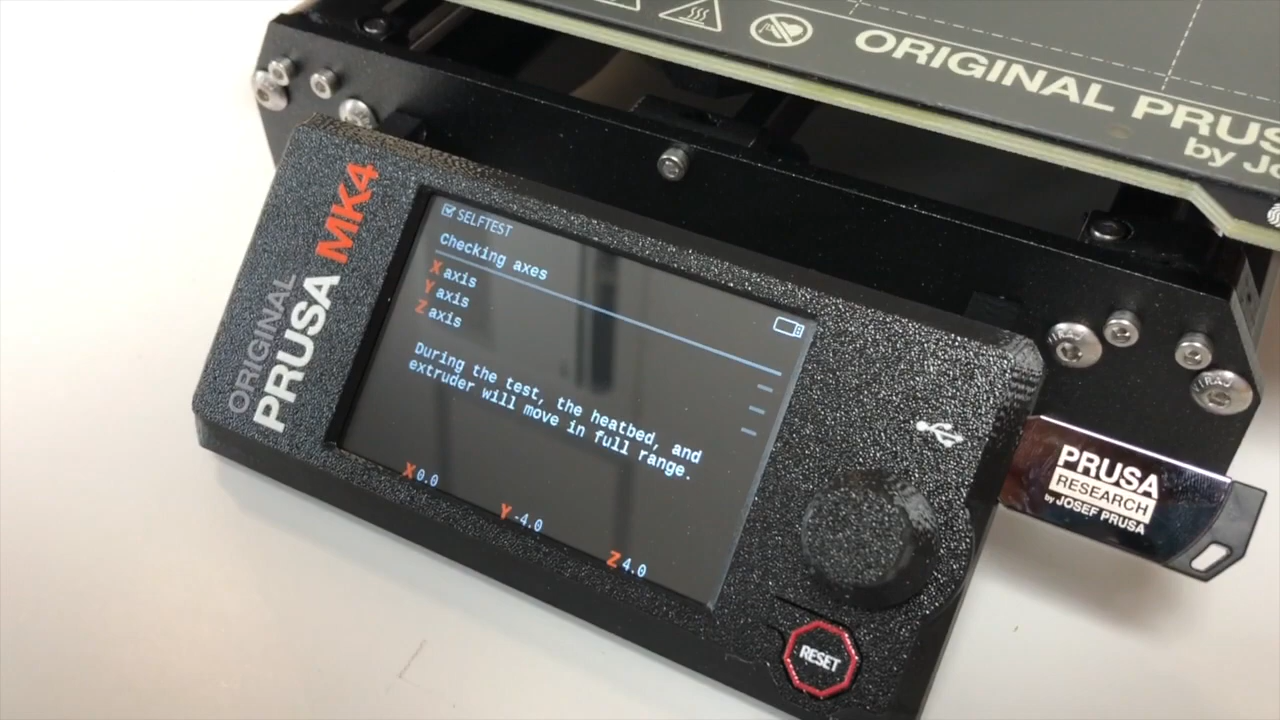 ORIGINAL PRUS
by Jo
ORIGINAL
PRUSA MK4
SELFTEST
Checking axes
X axis
Y axis
Z axis
During the test, the heatbed, and
extruder will move in full range.
X 0.0
Y -4.0
Z 4.0
RESET
PRUSA
RESEARCH
by JOSEF PRUSA